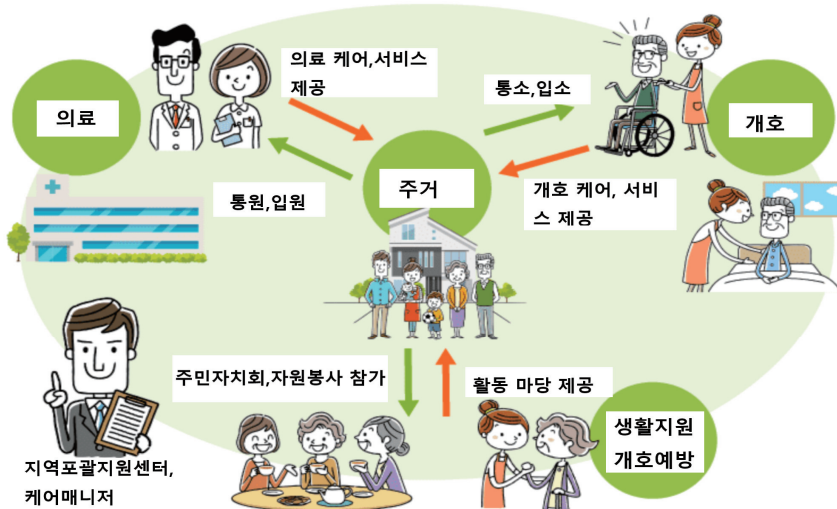 의료 케어,서비스
제공
의료
통소,입소
개호
주거
통원,입원
개호 케어, 서비
스 제공
주민자치회,자원봉사 참가
활동 마당 제공
생활지원
개호예방
지역포괄지원센터,
케어매니저